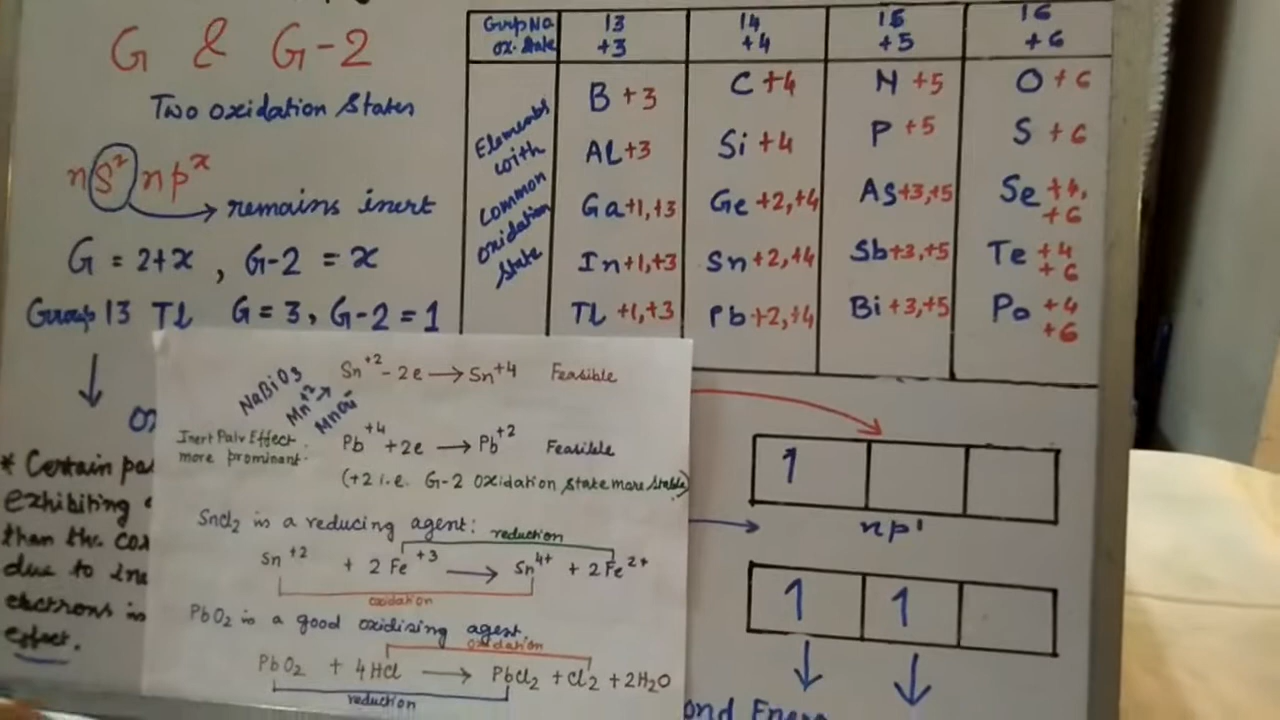 G & G-2
Two oxidation States
ns² npˣ
remains inert
G = 2+x , G-2 = x
Group 13 Tl G = 3, G-2 = 1
* Certain
exhibiting
than the
due to
electrons is
effect.
Grup No 13 14 15 16
ox. State +3 +4 +5 +6
Elements with common oxidation state
B +3 C +4 N +5 O +6
Al +3 Si +4 P +5 S +6
Ga +1, +3 Ge +2, +4 As +3, +5 Se +4, +6
In +1, +3 Sn +2, +4 Sb +3, +5 Te +4 +6
Tl +1, +3 Pb +2, +4 Bi +3, +5 Po +4 +6
NaBiO3
Mn+2 →
Sn+2 - 2e → Sn+4 Feasible
Inert Pair Effect
more prominent.
Pb+4 + 2e → Pb+2 Feasible
(+2 i.e. G-2 Oxidation State more stable)
SnCl2 is a reducing agent:
reduction
Sn+2 + 2 Fe+3 → Sn4+ + 2Fe2+
oxidation
PbO2 is a good oxidising agent.
oxidation
PbO2 + 4HCl → PbCl2 + Cl2 + 2H2O
reduction
1
np¹
1 1
ond Energ